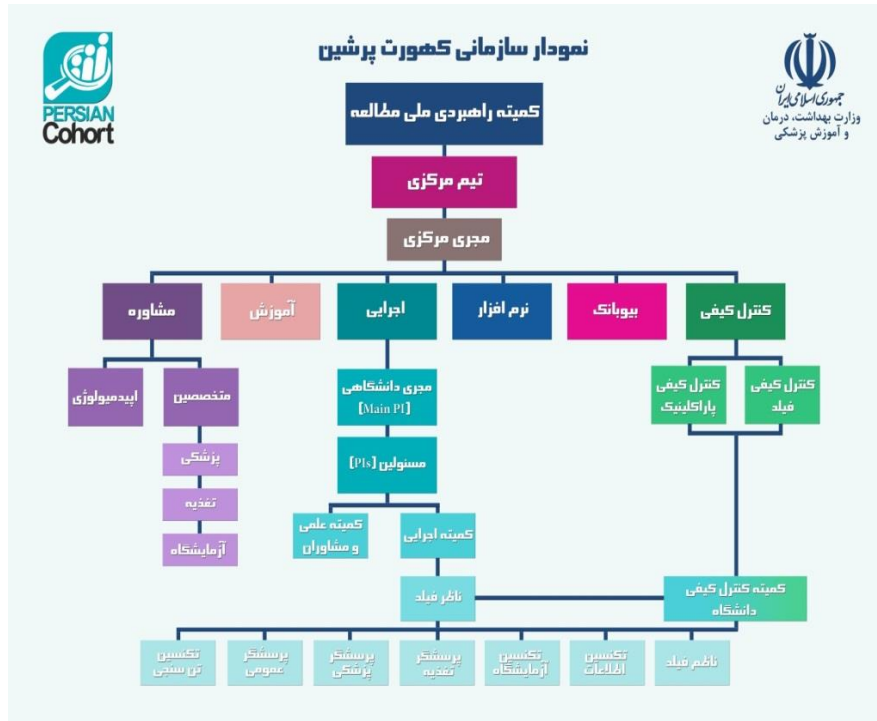 نمودار سازمانی کهورت پرشین
جمهوری اسلامی ایران
وزارت بهداشت، درمان
و آموزش پزشکی
PERSIAN
Cohort
کمیته راهبردی ملی مطالعه
تیم مرکزی
مجری مرکزی
کنترل کیفی
بیوبانک
نرم افزار
اجرایی
آموزش
مشاوره
کنترل کیفی
فیلد
کنترل کیفی
پاراکلینیک
مجری دانشگاهی
[Main PI]
متخصصین
اپیدمیولوژی
مسئولین [PIs]
پزشکی
تغذیه
آزمایشگاه
کمیته اجرایی
کمیته علمی
و مشاوران
کمیته کنترل کیفی
دانشگاه
ناظر فیلد
ناظم فیلد
تکنسین
اطلاعات
تکنسین
آزمایشگاه
پرسشگر
تغذیه
پرسشگر
پزشکی
پرسشگر
عمومی
تکنسین
تن سنجی